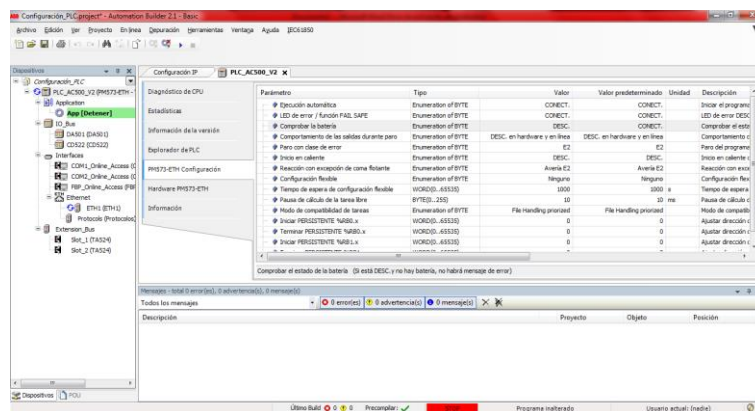 Configuración_PLC.project* - Automation Builder 2.1 - Basic
Archivo Edición Ver Proyecto En línea Depuración Herramientas Ventana Ayuda IEC61850
Dispositivos
Configuración IP PLC_AC500_V2
Configuración_PLC
PLC_AC500_V2 (PM573-ETH -
Application
App [Detener]
IO_Bus
DA501 (DA501)
CD522 (CD522)
Interfaces
COM1_Online_Access (C
COM2_Online_Access (C
FBP_Online_Access (FBP
Ethernet
ETH1 (ETH1)
Protocolos (Protocolos)
Extension_Bus
Slot_1 (TA524)
Slot_2 (TA524)
Diagnóstico de CPU
Estadísticas
Información de la versión
Explorador de PLC
PM573-ETH Configuración
Hardware PM573-ETH
Información
Parámetro Tipo Valor Valor predeterminado Unidad Descripción
Ejecución automática Enumeration of BYTE CONECT. CONECT. Iniciar el programa
LED de error / función FAIL SAFE Enumeration of BYTE CONECT. CONECT. LED de error DESC
Comprobar la batería Enumeration of BYTE DESC. CONECT. Comprobar el esta
Comportamiento de las salidas durante paro Enumeration of BYTE DESC. en hardware y en línea DESC. en hardware y en línea Comportamiento c
Paro con clase de error Enumeration of BYTE E2 E2 Paro del programa
Inicio en caliente Enumeration of BYTE DESC. DESC. Inicio en caliente c
Reacción con excepción de coma flotante Enumeration of BYTE Avería E2 Avería E2 Reacción con exce
Configuración flexible Enumeration of BYTE Ninguno Ninguno Configuración flex
Tiempo de espera de configuración flexible WORD(0..65535) 1000 1000 s Tiempo de espera
Pausa de cálculo de la tarea libre BYTE(0...255) 10 10 ms Pausa de cálculo c
Modo de compatibilidad de tareas Enumeration of BYTE File Handling priorized File Handling priorized Modo de compatib
Iniciar PERSISTENTE %RB0.x WORD(0..65535) 0 0 Ajustar dirección c
Terminar PERSISTENTE %RB0.x WORD(0..65535) 0 0 Ajustar dirección c
Iniciar PERSISTENTE %RB1.x WORD(0..65535) 0 0 Ajustar dirección c
Comprobar el estado de la batería (Si está DESC.y no hay batería, no habrá mensaje de error)
Mensajes - total 0 error(es), 0 advertencia(s), 0 mensaje(s)
Todos los mensajes 0 error(es) 0 advertencia(s) 0 mensaje(s)
Descripción Proyecto Objeto Posición
Dispositivos POU
Último Build 0 0 Precompilar: Programa inalterado Usuario actual: (nadie)